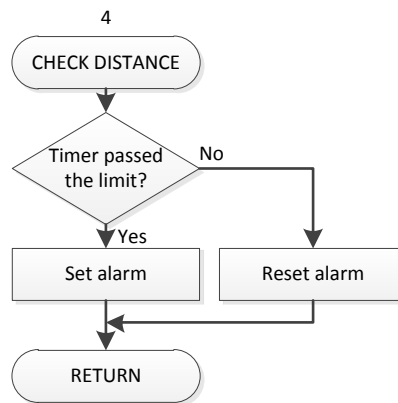 4
CHECK DISTANCE
Timer passed
the limit?
No
Yes
Set alarm
Reset alarm
RETURN